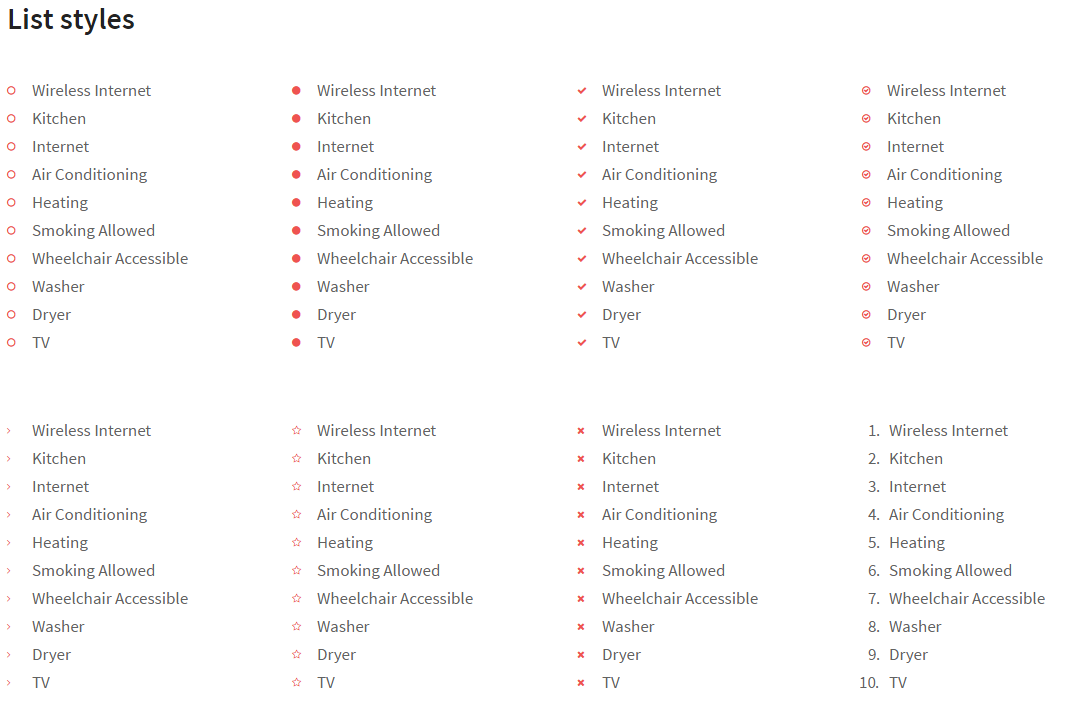 List styles
Wireless Internet
Kitchen
Internet
Air Conditioning
Heating
Smoking Allowed
Wheelchair Accessible
Washer
Dryer
TV
Wireless Internet
Kitchen
Internet
Air Conditioning
Heating
Smoking Allowed
Wheelchair Accessible
Washer
Dryer
TV
Wireless Internet
Kitchen
Internet
Air Conditioning
Heating
Smoking Allowed
Wheelchair Accessible
Washer
Dryer
TV
Wireless Internet
Kitchen
Internet
Air Conditioning
Heating
Smoking Allowed
Wheelchair Accessible
Washer
Dryer
TV
Wireless Internet
Kitchen
Internet
Air Conditioning
Heating
Smoking Allowed
Wheelchair Accessible
Washer
Dryer
TV
Wireless Internet
Kitchen
Internet
Air Conditioning
Heating
Smoking Allowed
Wheelchair Accessible
Washer
Dryer
TV
Wireless Internet
Kitchen
Internet
Air Conditioning
Heating
Smoking Allowed
Wheelchair Accessible
Washer
Dryer
TV
1. Wireless Internet
2. Kitchen
3. Internet
4. Air Conditioning
5. Heating
6. Smoking Allowed
7. Wheelchair Accessible
8. Washer
9. Dryer
10. TV